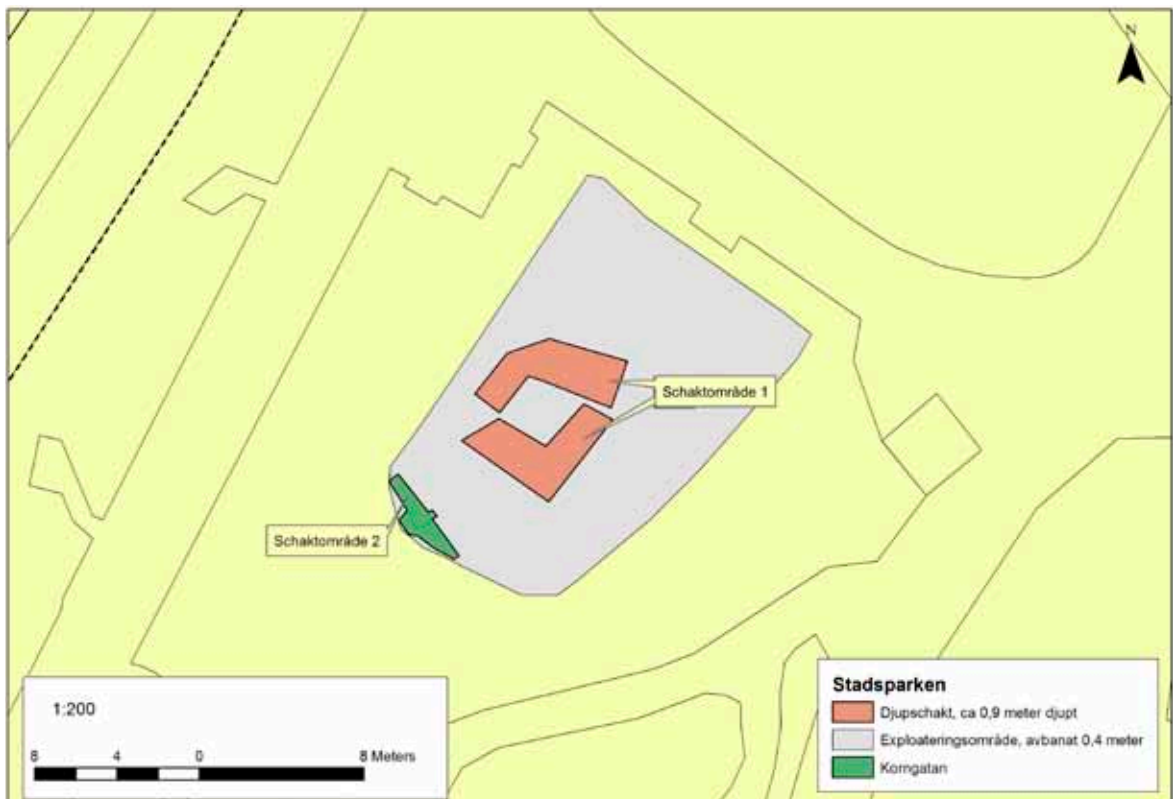 N
Schaktområde 1
Schaktområde 2
1:200
8 4 0 8 Meters
Stadsparken
Djupschakt, ca 0,9 meter djupt
Exploateringsområde, avbanat 0,4 meter
Korngatan